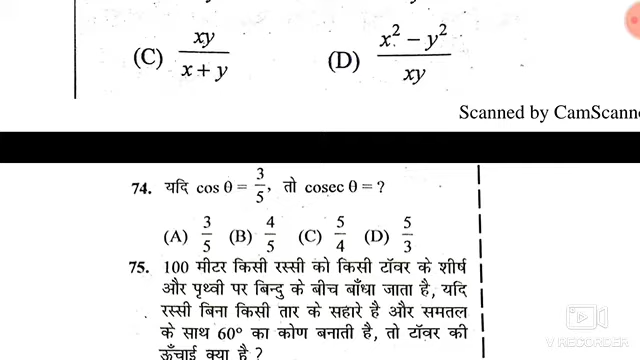 (C) xy/x + y (D) x² − y²/xy
Scanned by CamScanne
74. यदि cos θ = 3/5, तो cosec θ = ?
(A) 3/5 (B) 4/5 (C) 5/4 (D) 5/3
75. 100 मीटर किसी रस्सी को किसी टॉवर के शीर्ष
और पृथ्वी पर बिन्दु के बीच बाँधा जाता है, यदि
रस्सी बिना किसी तार के सहारे है और समतल
के साथ 60° का कोण बनाती है, तो टॉवर की
ऊँचाई क्या है ?
V RECORDER